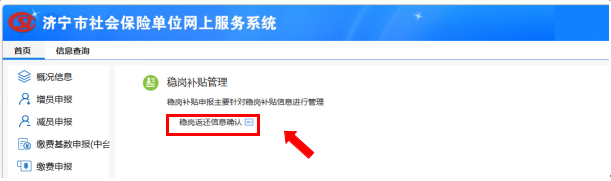 济宁市社会保险单位网上服务系统
首页 信息查询
概况信息
增员申报
减员申报
缴费基数申报(中台
缴费申报
稳岗补贴管理
稳岗补贴申报主要针对稳岗补贴信息进行管理
稳岗返还信息确认